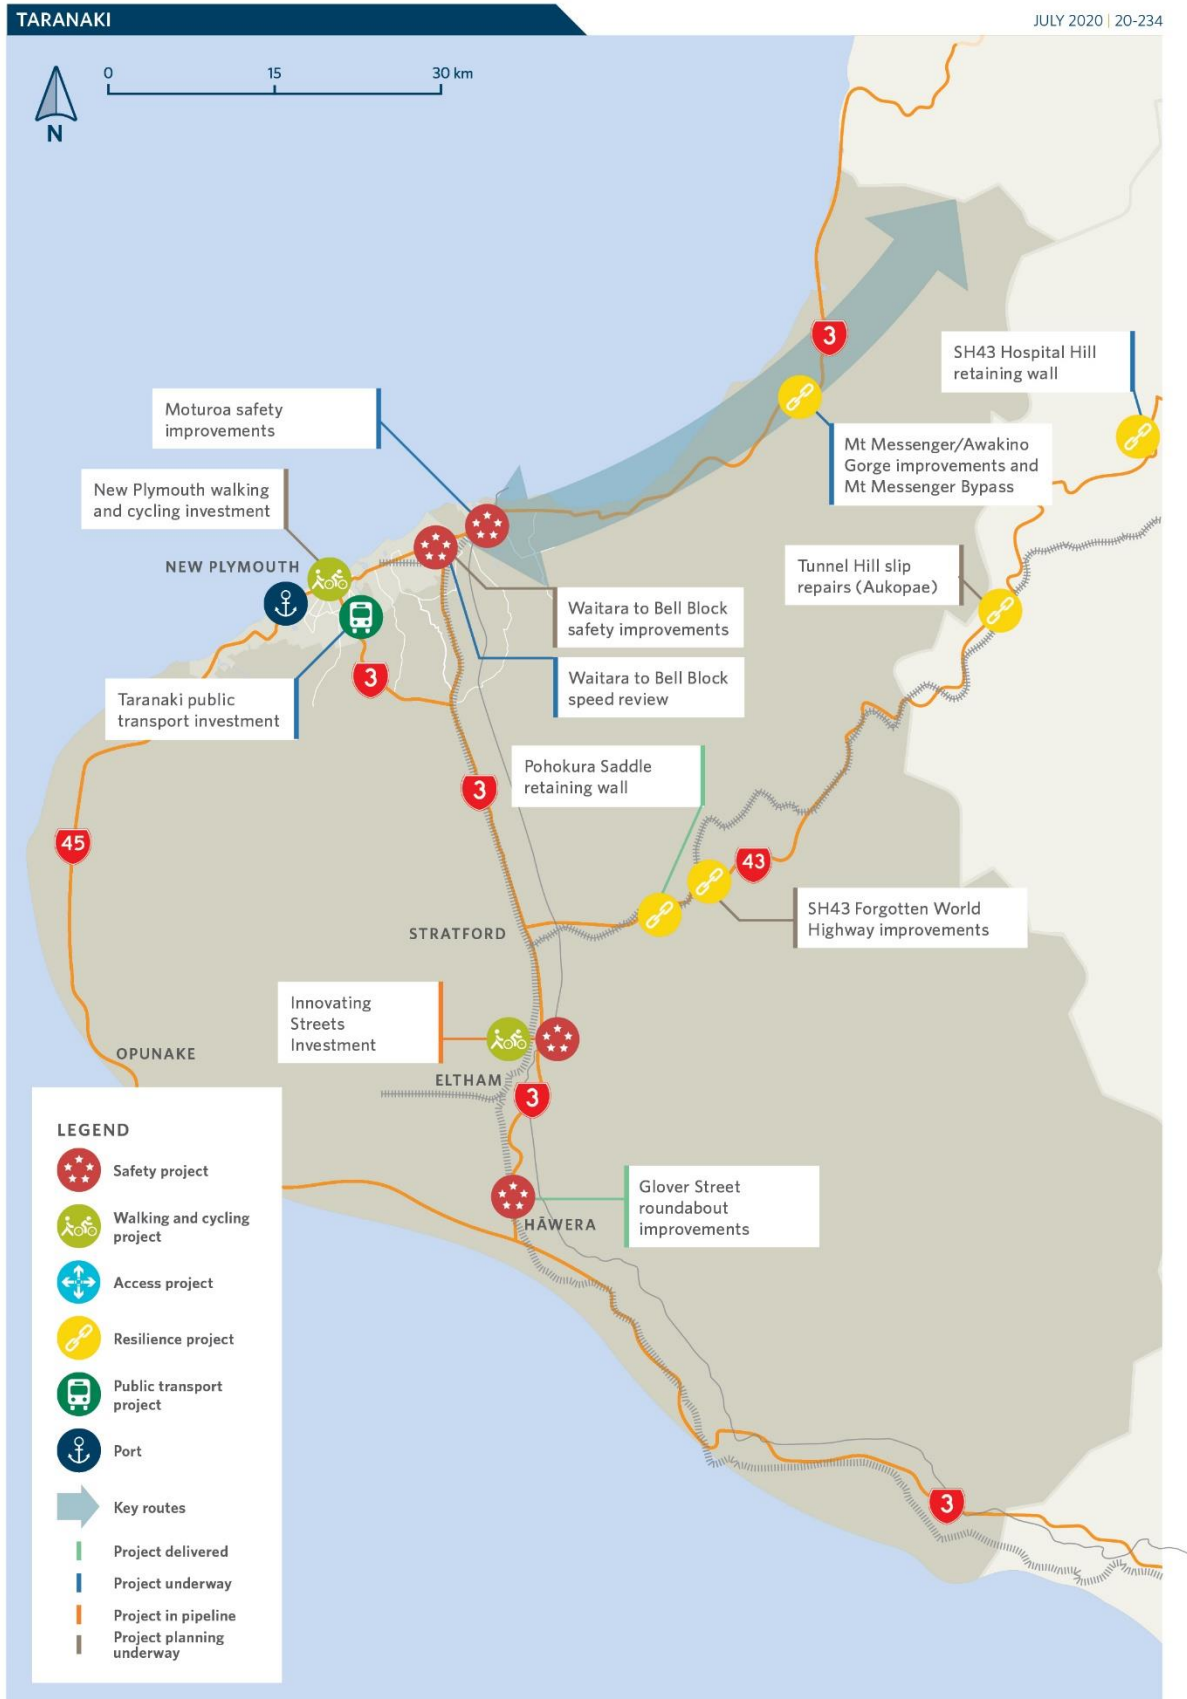 TARANAKI
JULY 2020 | 20-234
0 15 30 km
N
3
SH43 Hospital Hill
retaining wall
Moturoa safety
improvements
Mt Messenger/Awakino
Gorge improvements and
Mt Messenger Bypass
New Plymouth walking
and cycling investment
NEW PLYMOUTH
Tunnel Hill slip
repairs (Aukopae)
Waitara to Bell Block
safety improvements
3
Waitara to Bell Block
speed review
Taranaki public
transport investment
Pohokura Saddle
retaining wall
3
45
43
SH43 Forgotten World
Highway improvements
STRATFORD
Innovating
Streets
Investment
OPUNAKE
ELTHAM
3
Glover Street
roundabout
improvements
HĀWERA
3
LEGEND
Safety project
Walking and cycling
project
Access project
Resilience project
Public transport
project
Port
Key routes
Project delivered
Project underway
Project in pipeline
Project planning
underway